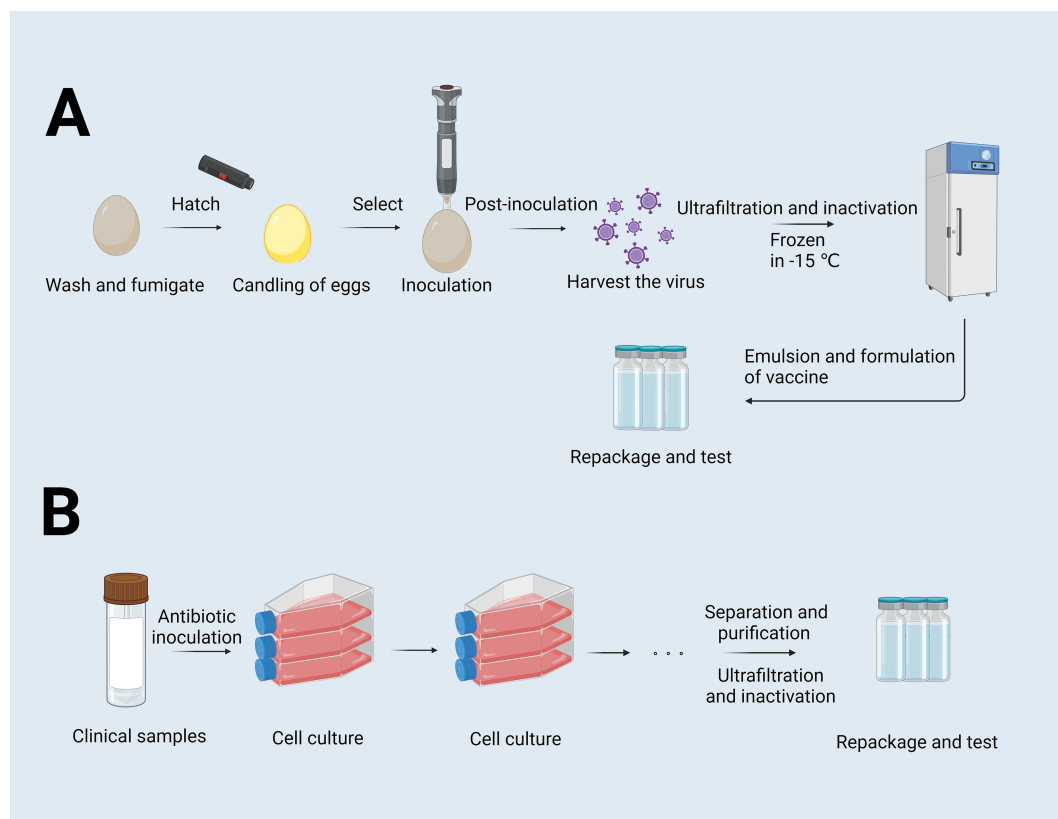 A
Hatch
Select
Post-inoculation
Ultrafiltration and inactivation
Frozen
in -15 ℃
Wash and fumigate
Candling of eggs
Inoculation
Harvest the virus
Emulsion and formulation
of vaccine
Repackage and test
B
Antibiotic
inoculation
Separation and
purification
Ultrafiltration
and inactivation
Clinical samples
Cell culture
Cell culture
Repackage and test